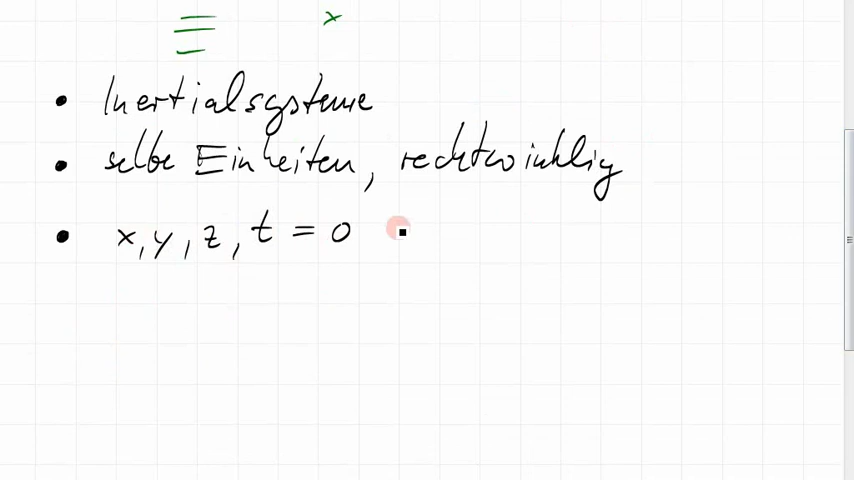 x
• Inertialsysteme
• selbe Einheiten, rechtwinklig
• x, y, z, t = 0